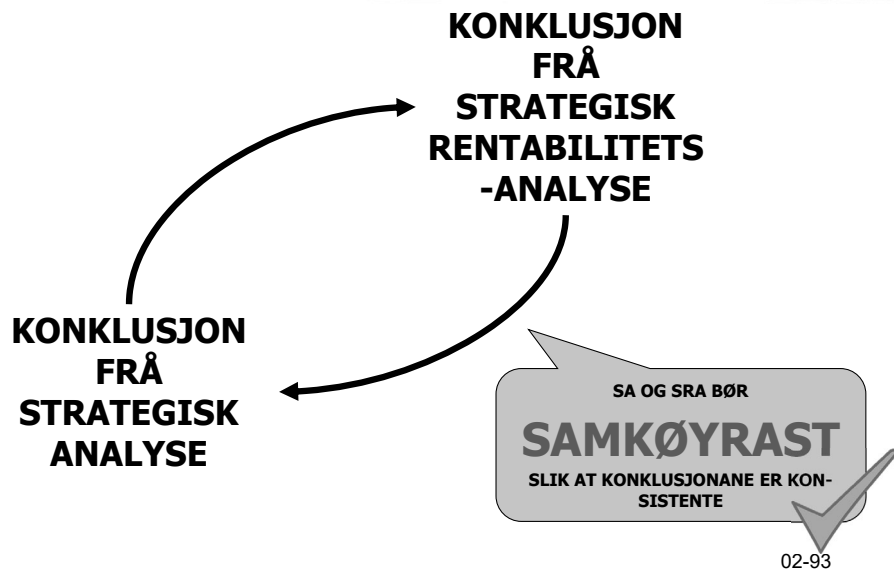 KONKLUSJON
FRÅ
STRATEGISK
RENTABILITETS
-ANALYSE
KONKLUSJON
FRÅ
STRATEGISK
ANALYSE
SA OG SRA BØR
SAMKØYRAST
SLIK AT KONKLUSJONANE ER KON-
SISTENTE
02-93